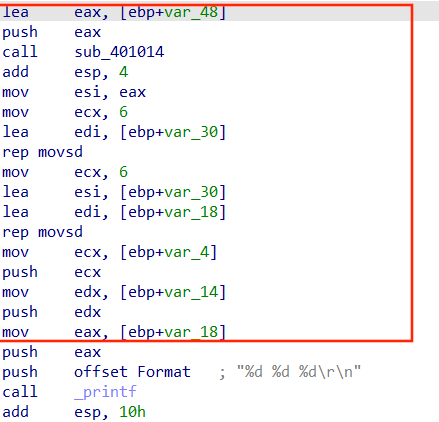 lea eax, [ebp+var_48]
push eax
call sub_401014
add esp, 4
mov esi, eax
mov ecx, 6
lea edi, [ebp+var_30]
rep movsd
mov ecx, 6
lea esi, [ebp+var_30]
lea edi, [ebp+var_18]
rep movsd
mov ecx, [ebp+var_4]
push ecx
mov edx, [ebp+var_14]
push edx
mov eax, [ebp+var_18]
push eax
push offset Format ; "%d %d %d\r\n"
call _printf
add esp, 10h